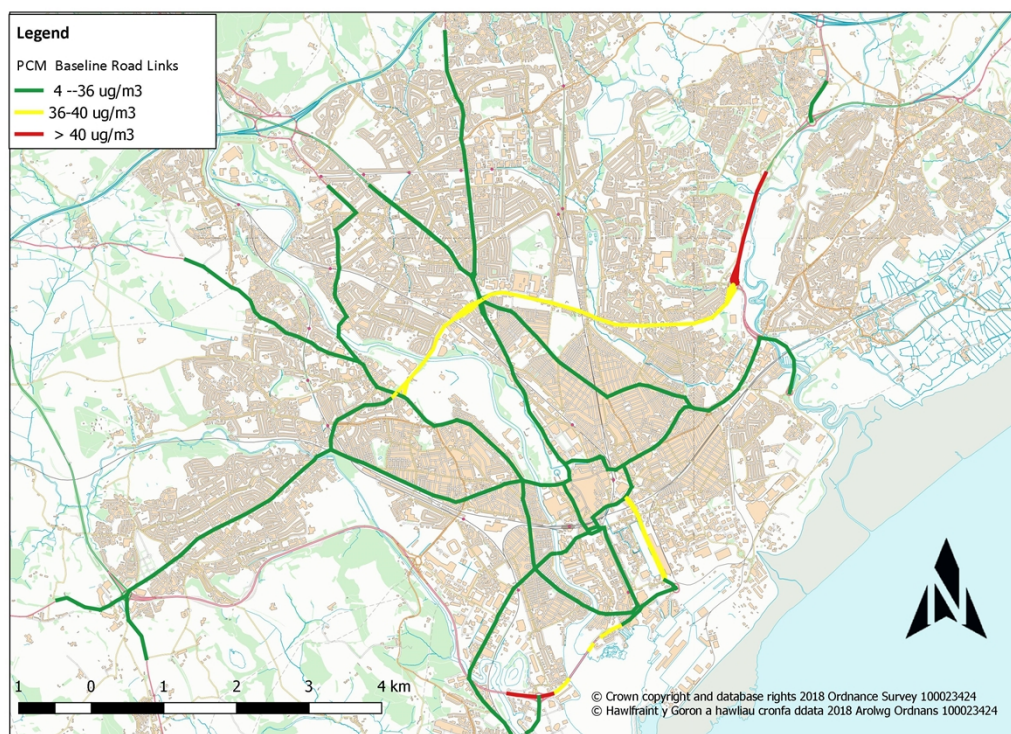 Legend
PCM Baseline Road Links
4 --36 ug/m3
36-40 ug/m3
> 40 ug/m3
N
1 0 1 2 3 4 km
© Crown copyright and database rights 2018 Ordnance Survey 100023424
© Hawlfraint y Goron a hawliau cronfa ddata 2018 Arolwg Ordnans 100023424